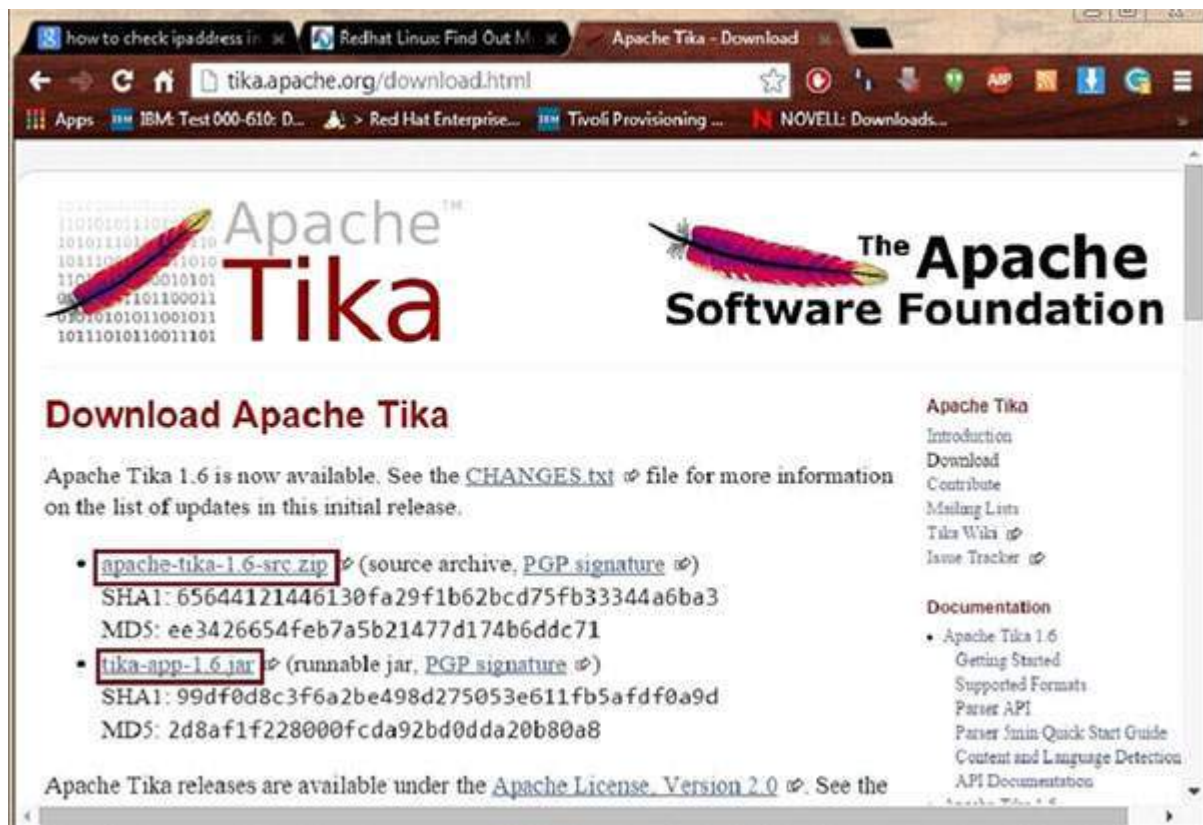 how to check ipaddress in
Redhat Linux: Find Out M
Apache Tika - Download
tika.apache.org/download.html
ABP
Apps
IBM: Test 000-610: D...
> Red Hat Enterprise...
Tivoli Provisioning ...
NOVELL: Downloads...
Apache™
Tika
The Apache
Software Foundation
Download Apache Tika
Apache Tika 1.6 is now available. See the CHANGES.txt file for more information
on the list of updates in this initial release.
• apache-tika-1.6-src.zip (source archive, PGP signature)
SHA1: 65644121446130fa29f1b62bcd75fb33344a6ba3
MD5: ee3426654feb7a5b21477d174b6ddc71
• tika-app-1.6.jar (runnable jar, PGP signature)
SHA1: 99df0d8c3f6a2be498d275053e611fb5afdf0a9d
MD5: 2d8af1f228000fcda92bd0dda20b80a8
Apache Tika releases are available under the Apache License, Version 2.0. See the
Apache Tika
Introduction
Download
Contribute
Mailing Lists
Tika Wiki
Issue Tracker
Documentation
• Apache Tika 1.6
Getting Started
Supported Formats
Parser API
Parser 5min Quick Start Guide
Content and Language Detection
API Documentation